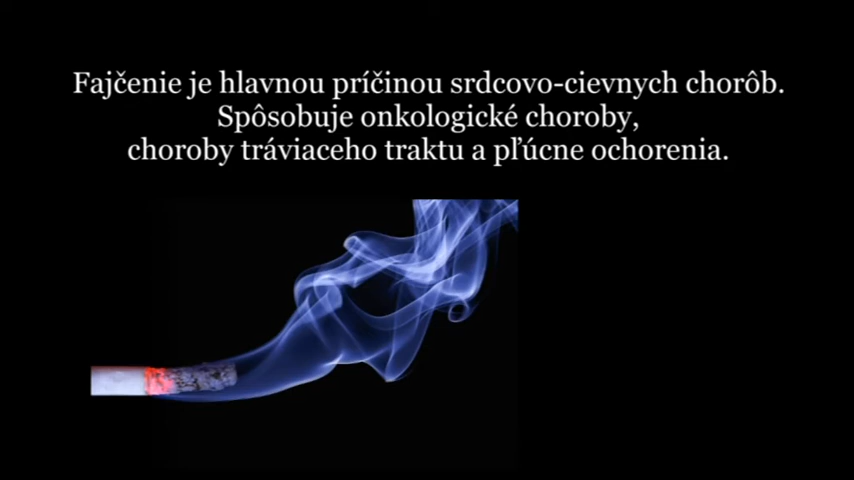 Fajčenie je hlavnou príčinou srdcovo-cievnych chorôb.
Spôsobuje onkologické choroby,
choroby tráviaceho traktu a pľúcne ochorenia.